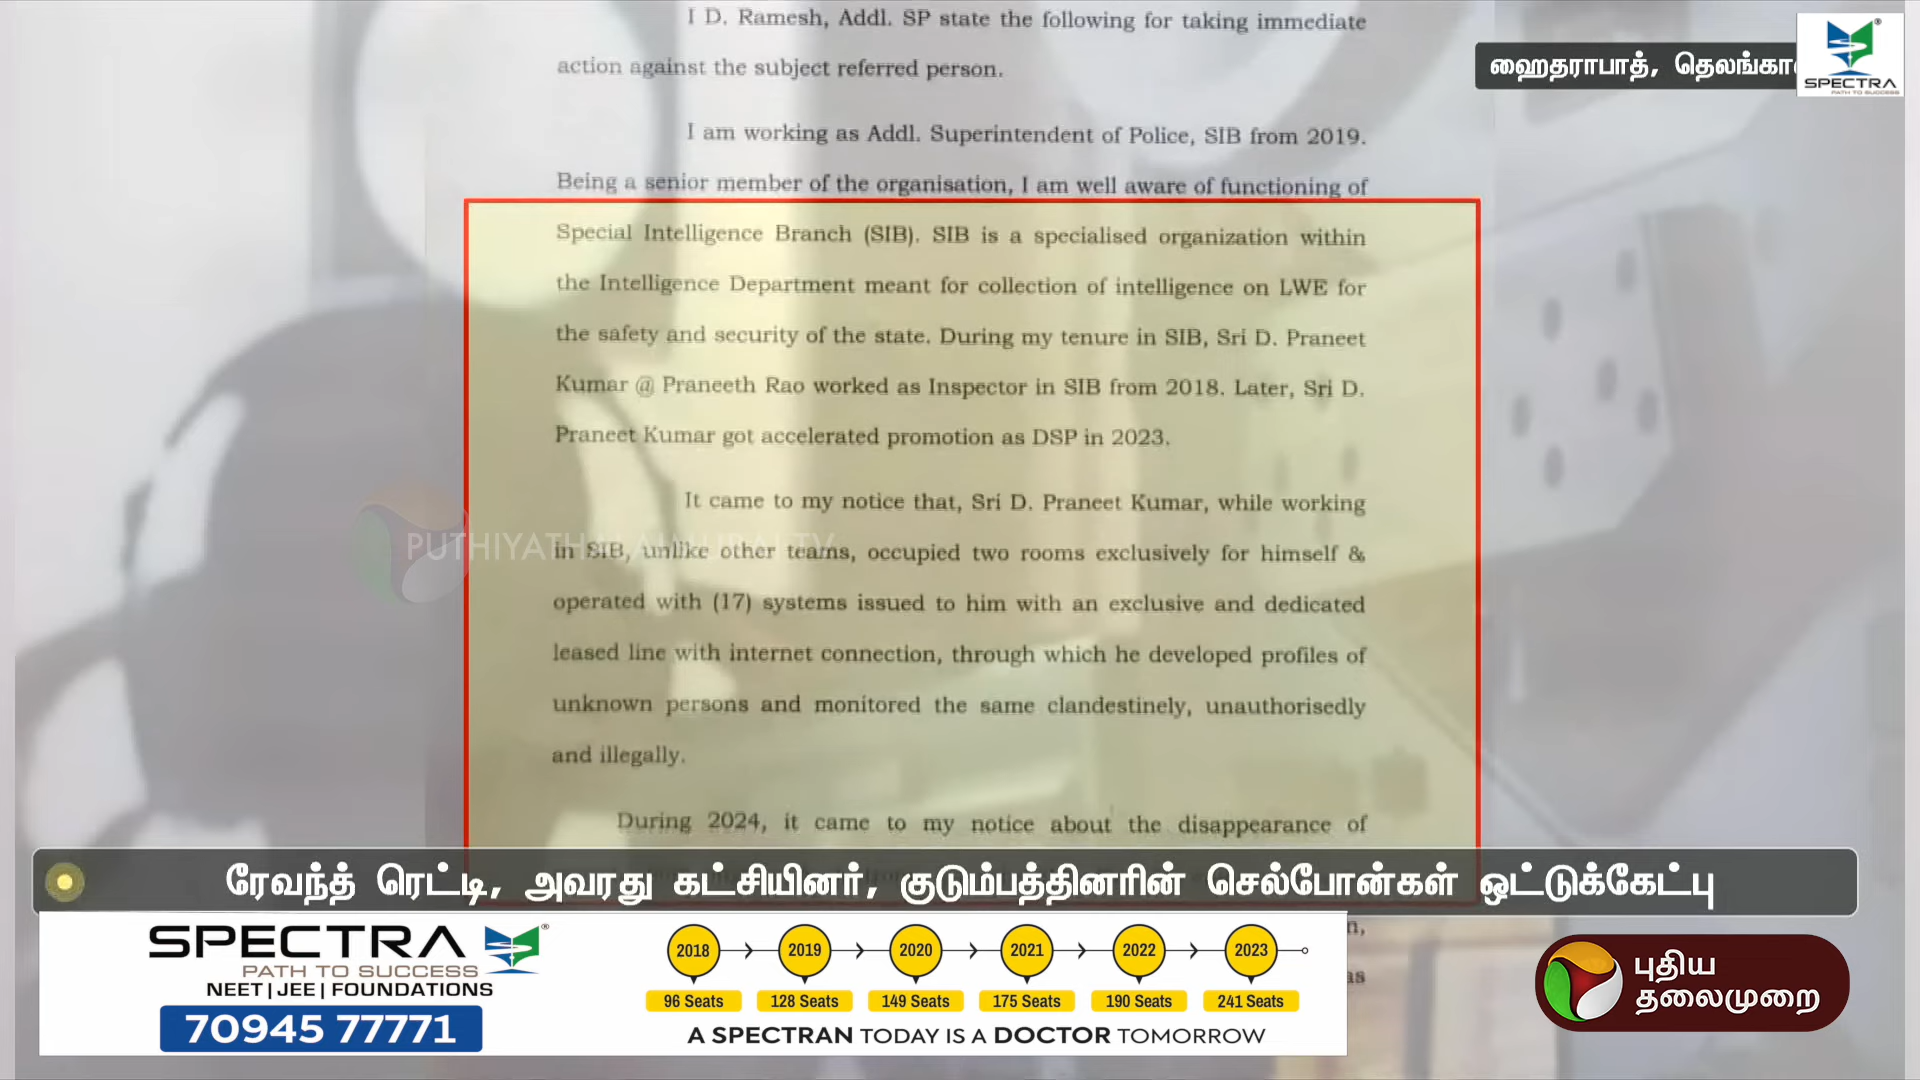 I D. Ramesh, Addl. SP state the following for taking immediate
action against the subject referred person.
ஹைதராபாத்,
SPECTRA
PATH TO SUCCESS
I am working as Addl. Superintendent of Police, SIB from 2019.
Being a senior member of the organisation, I am well aware of functioning of
Special Intelligence Branch (SIB). SIB is a specialised organization within
the Intelligence Department meant for collection of intelligence on LWE for
the safety and security of the state. During my tenure in SIB, Sri D. Praneet
Kumar @ Praneeth Rao worked as Inspector in SIB from 2018. Later, Sri D.
Praneet Kumar got accelerated promotion as DSP in 2023.
It came to my notice that, Sri D. Praneet Kumar, while working
in SIB, unlike other teams, occupied two rooms exclusively for himself &
operated with (17) systems issued to him with an exclusive and dedicated
leased line with internet connection, through which he developed profiles of
unknown persons and monitored the same clandestinely, unauthorisedly
and illegally.
During 2024, it came to my notice about the disappearance of
ரேவந்த் ரெட்டி, அவரது கட்சியினர், குடும்பத்தினரின் செல்போன்கள் ஒட்டுக்கேட்பு
SPECTRA
PATH TO SUCCESS
NEET | JEE | FOUNDATIONS
70945 77771
2018 2019 2020 2021 2022 2023
96 Seats 128 Seats 149 Seats 175 Seats 190 Seats 241 Seats
A SPECTRAN TODAY IS A DOCTOR TOMORROW
புதிய
தலைமுறை